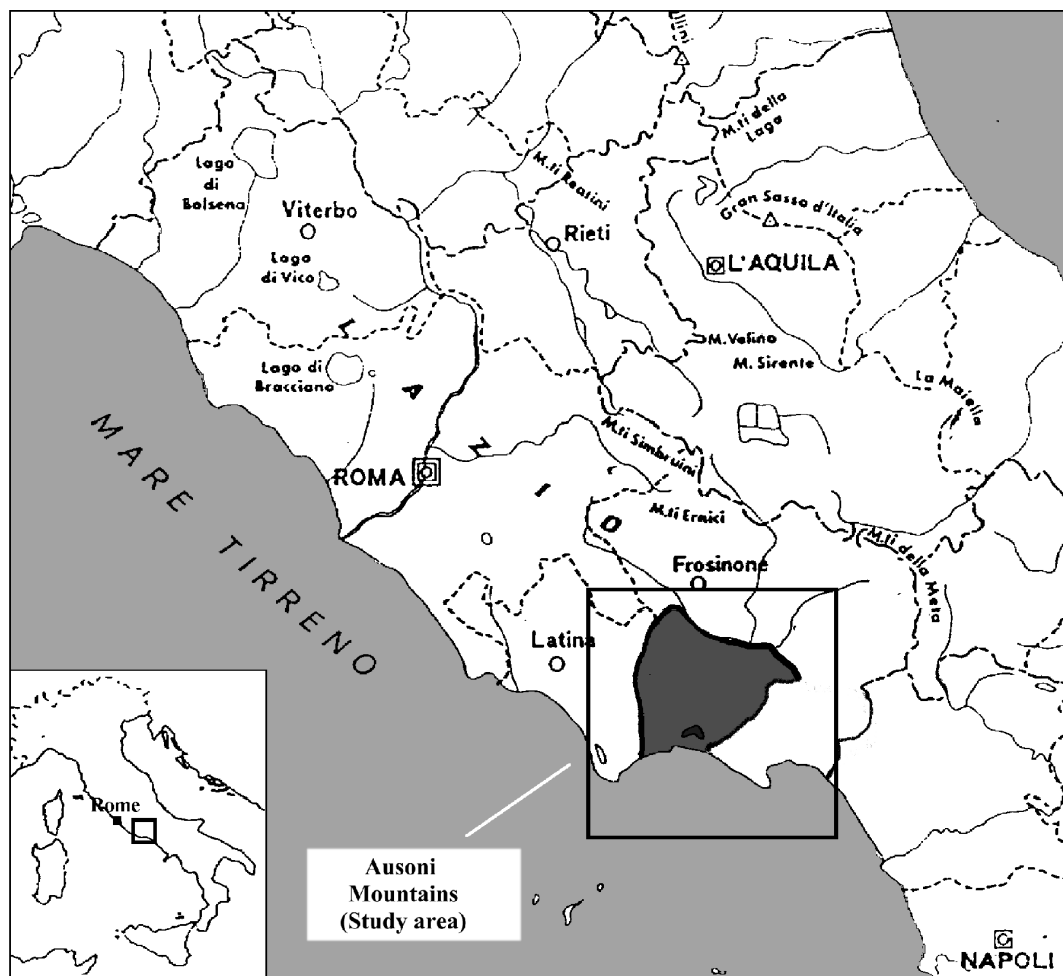 M.ti della
Laga
Lago
di
Bolsena
M.ti Reatini
Viterbo
Gran Sasso d'Italia
Rieti
Lago
di Vico
L'AQUILA
M. Velino
M. Sirente
Lago di
Bracciano
La Maiella
LAZIO
M.ti Simbruini
ROMA
MARE TIRRENO
M.ti Ernici
M.ti della Meta
Frosinone
Latina
Rome
Ausoni
Mountains
(Study area)
NAPOLI